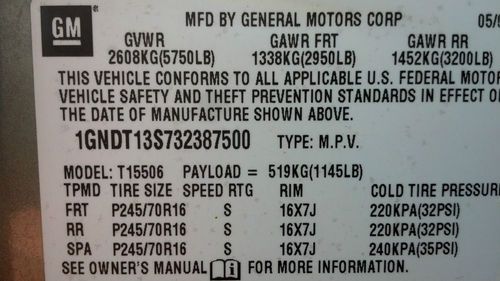 GM MFD BY GENERAL MOTORS CORP 05/
GVWR GAWR FRT GAWR RR
2608KG(5750LB) 1338KG(2950LB) 1452KG(3200LB)
THIS VEHICLE CONFORMS TO ALL APPLICABLE U.S. FEDERAL MOTOR
VEHICLE SAFETY AND THEFT PREVENTION STANDARDS IN EFFECT O
THE DATE OF MANUFACTURE SHOWN ABOVE.
1GNDT13S732387500 TYPE: M.P.V.
MODEL: T15506 PAYLOAD = 519KG(1145LB)
TPMD TIRE SIZE SPEED RTG RIM COLD TIRE PRESSURE
FRT P245/70R16 S 16X7J 220KPA(32PSI)
RR P245/70R16 S 16X7J 220KPA(32PSI)
SPA P245/70R16 S 16X7J 240KPA(35PSI)
SEE OWNER'S MANUAL i FOR MORE INFORMATION.